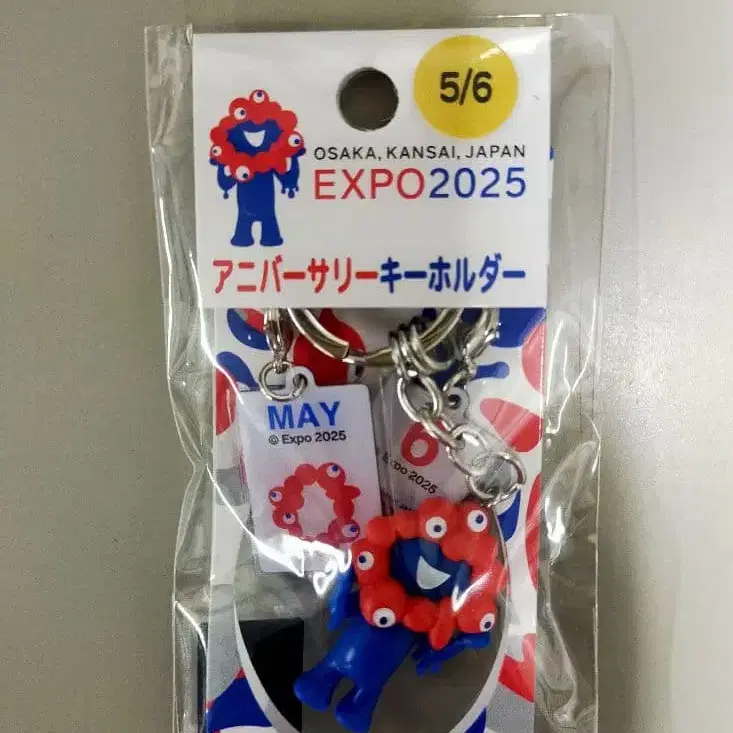 5/6
OSAKA, KANSAI, JAPAN
EXPO2025
アニバーサリーキーホルダー
MAY
© Expo 2025
6
Expo 2025